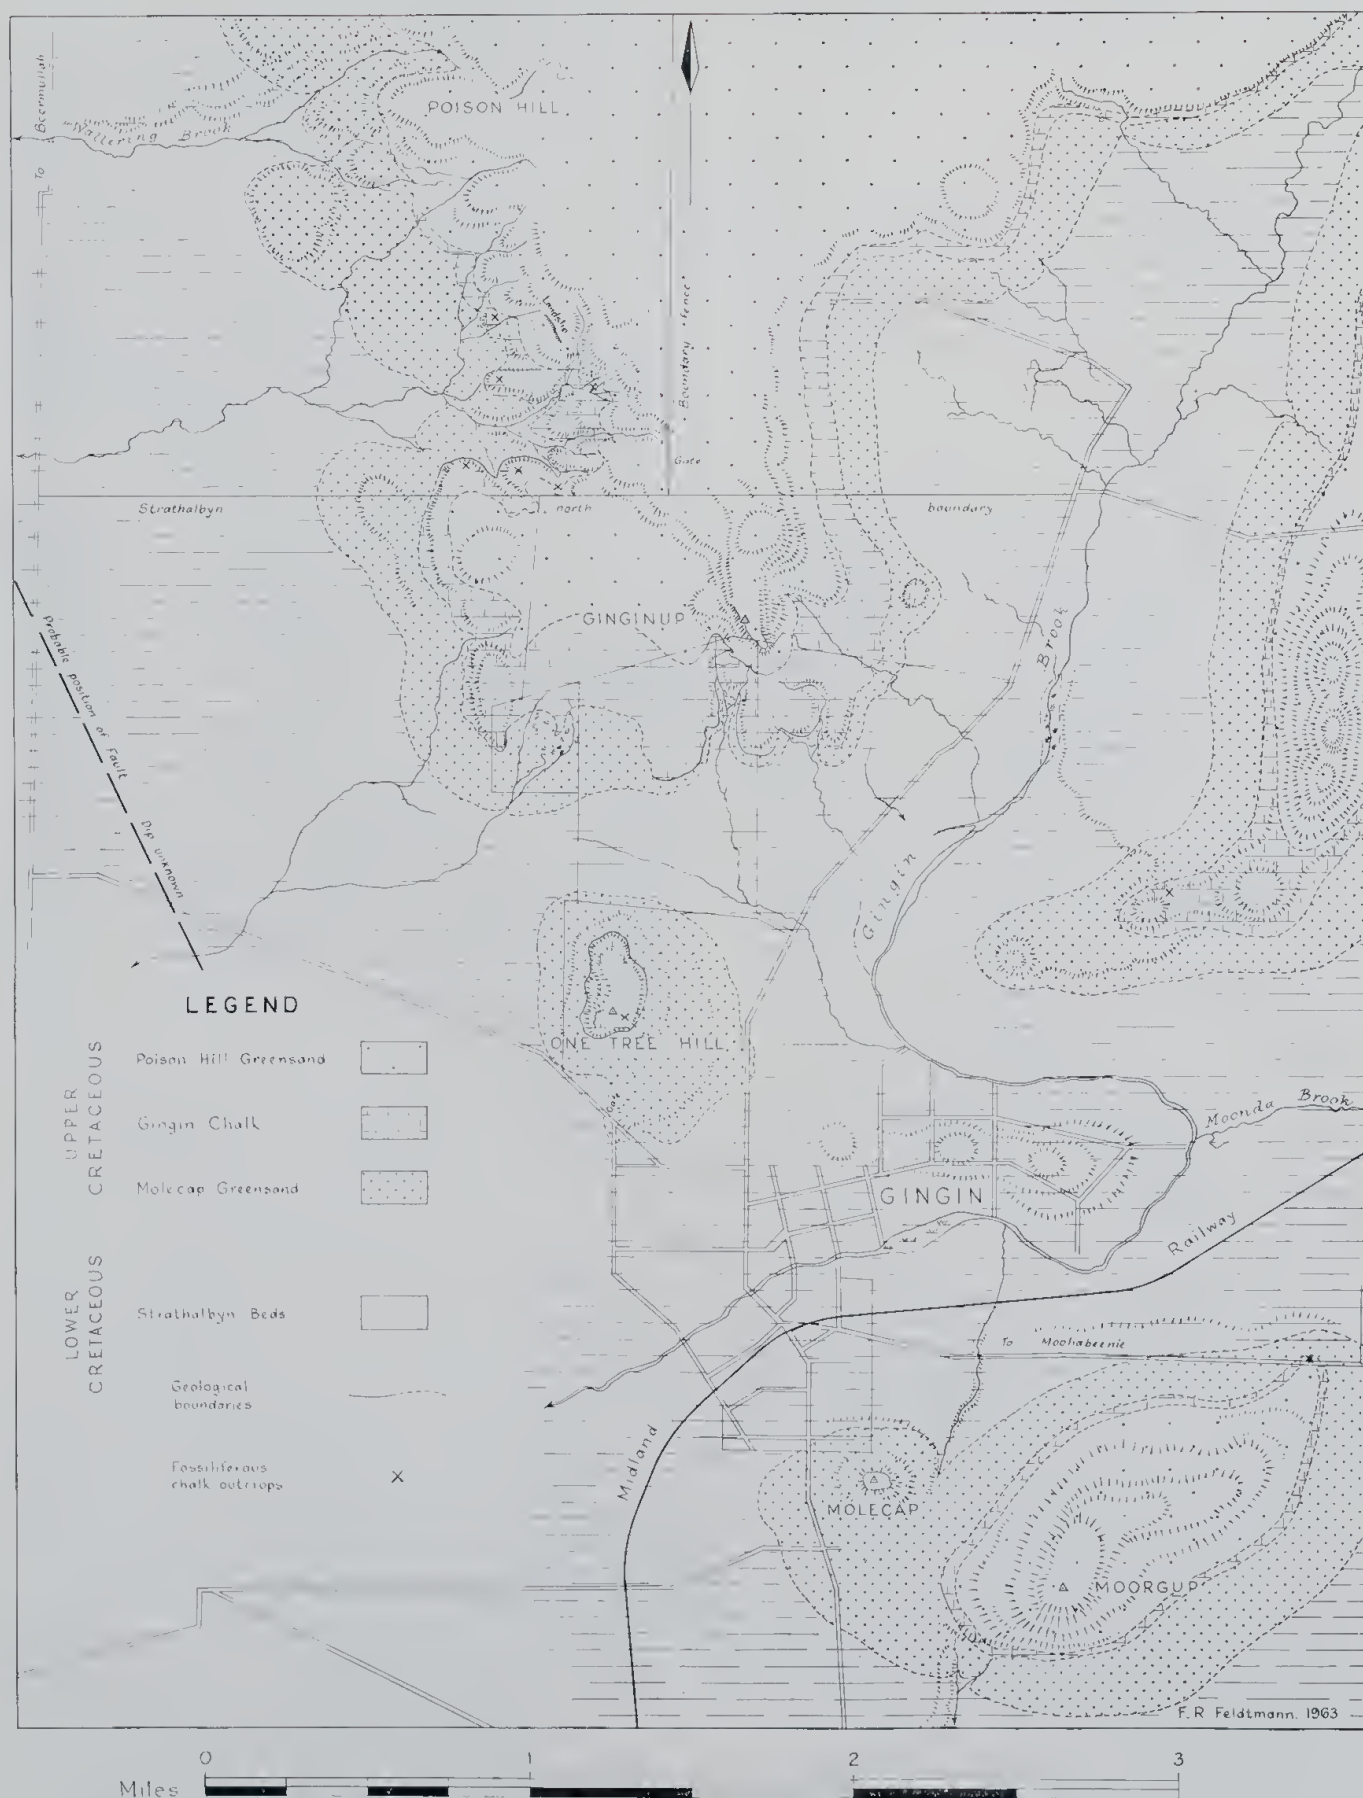 To Beermullah
Wallering Brook
POISON HILL
Landslip
Boundary fence
Gate
Strathalbyn north boundary
GINGINUP
Probable position of Fault
Dip unknown
Gingin Brook
ONE TREE HILL
Gate
LEGEND
UPPER
CRETACEOUS
Poison Hill Greensand
Gingin Chalk
Molecap Greensand
LOWER
CRETACEOUS
Strathalbyn Beds
Geological
boundaries
Fossiliferous
chalk outcrops
Moonda Brook
GINGIN
Midland Railway
To Moohabeenie
MOLECAP
MOORGUP
F. R. Feldtmann. 1963
0 1 2 3
Miles